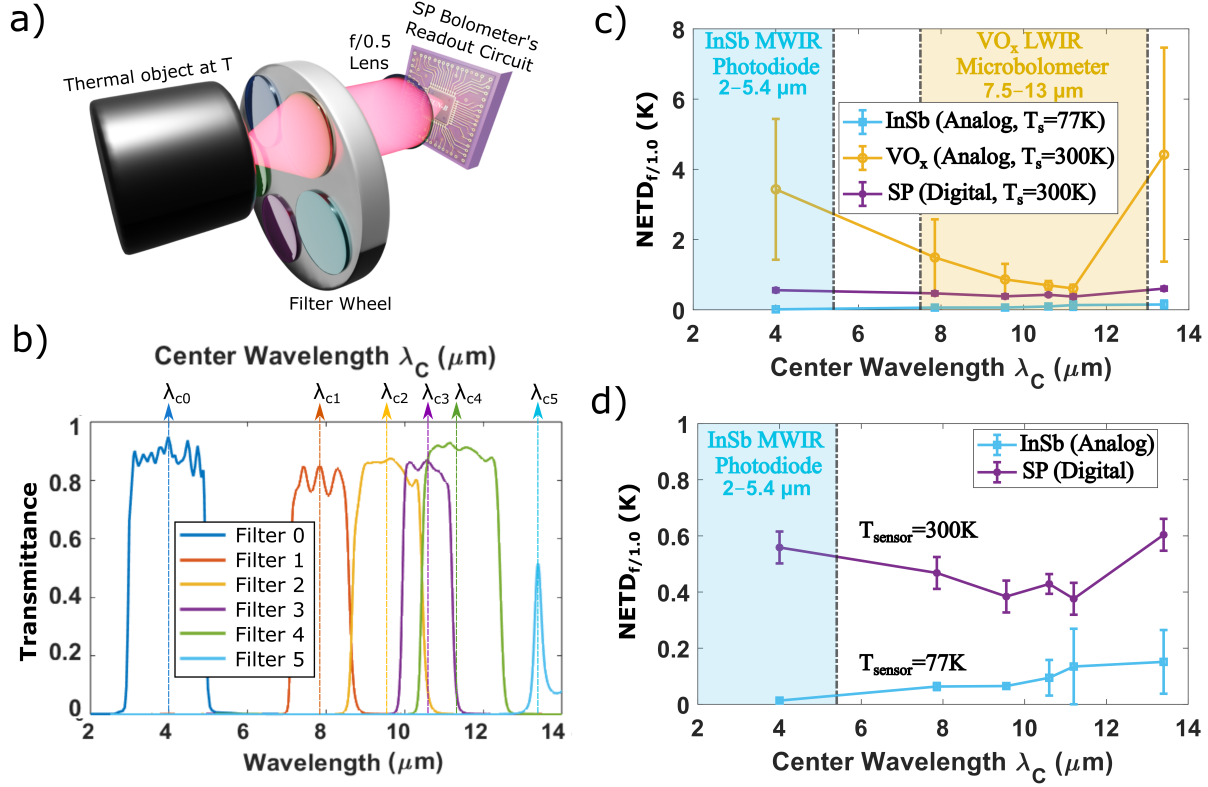 a)
Thermal object at T
f/0.5
Lens
SP Bolometer's
Readout Circuit
Filter Wheel
b)
Center Wavelength λC (μm)
λc0
λc1
λc2
λc3
λc4
λc5
1
0.8
0.6
0.4
0.2
0
Transmittance
Filter 0
Filter 1
Filter 2
Filter 3
Filter 4
Filter 5
2
4
6
8
10
12
14
Wavelength (μm)
c)
InSb MWIR
Photodiode
2–5.4 μm
VOx LWIR
Microbolometer
7.5–13 μm
InSb (Analog, Ts=77K)
VOx (Analog, Ts=300K)
SP (Digital, Ts=300K)
8
6
4
2
0
NETDf/1.0 (K)
2
4
6
8
10
12
14
Center Wavelength λC (μm)
d)
InSb MWIR
Photodiode
2–5.4 μm
InSb (Analog)
SP (Digital)
Tsensor=300K
Tsensor=77K
1
0.8
0.6
0.4
0.2
0
NETDf/1.0 (K)
2
4
6
8
10
12
14
Center Wavelength λC (μm)